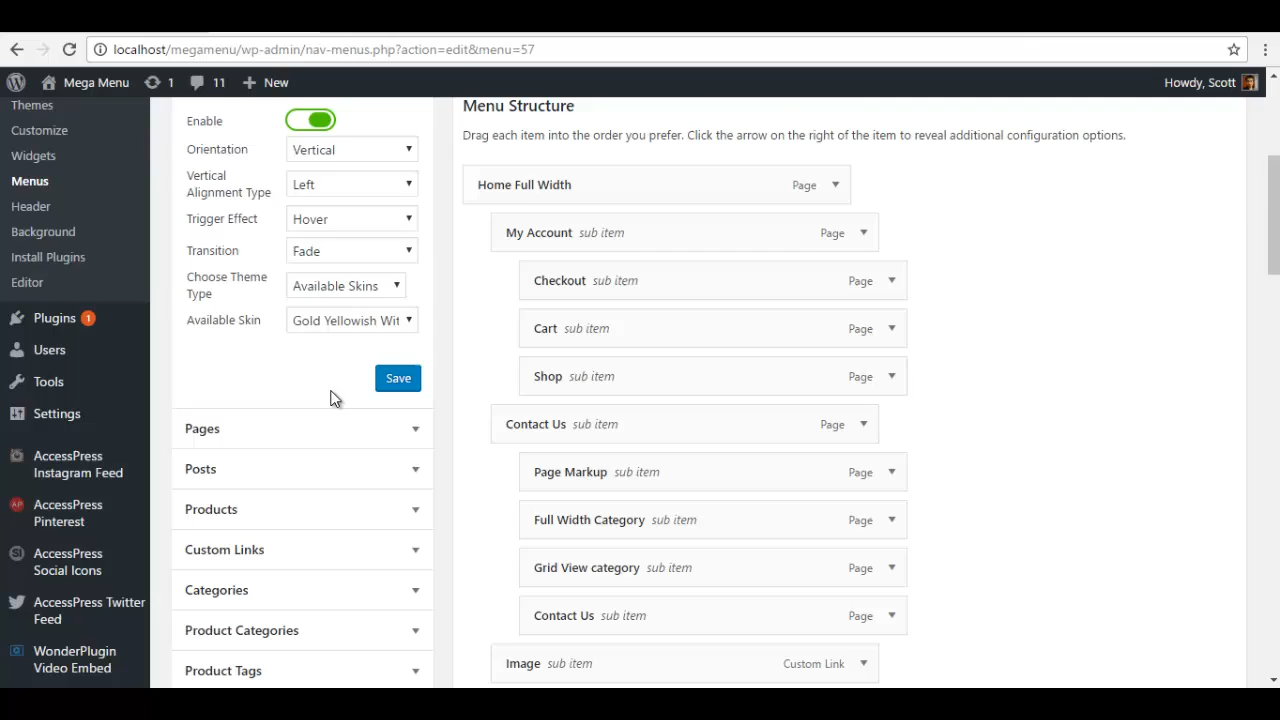 localhost/megamenu/wp-admin/nav-menus.php?action=edit&menu=57
Mega Menu 1 11 New Howdy, Scott
Themes
Customize
Widgets
Menus
Header
Background
Install Plugins
Editor
Plugins 1
Users
Tools
Settings
AccessPress
Instagram Feed
AccessPress
Pinterest
AccessPress
Social Icons
AccessPress Twitter
Feed
WonderPlugin
Video Embed
Enable
Orientation Vertical
Vertical
Alignment Type Left
Trigger Effect Hover
Transition Fade
Choose Theme
Type Available Skins
Available Skin Gold Yellowish Wit
Save
Pages
Posts
Products
Custom Links
Categories
Product Categories
Product Tags
Menu Structure
Drag each item into the order you prefer. Click the arrow on the right of the item to reveal additional configuration options.
Home Full Width Page
My Account sub item Page
Checkout sub item Page
Cart sub item Page
Shop sub item Page
Contact Us sub item Page
Page Markup sub item Page
Full Width Category sub item Page
Grid View category sub item Page
Contact Us sub item Page
Image sub item Custom Link